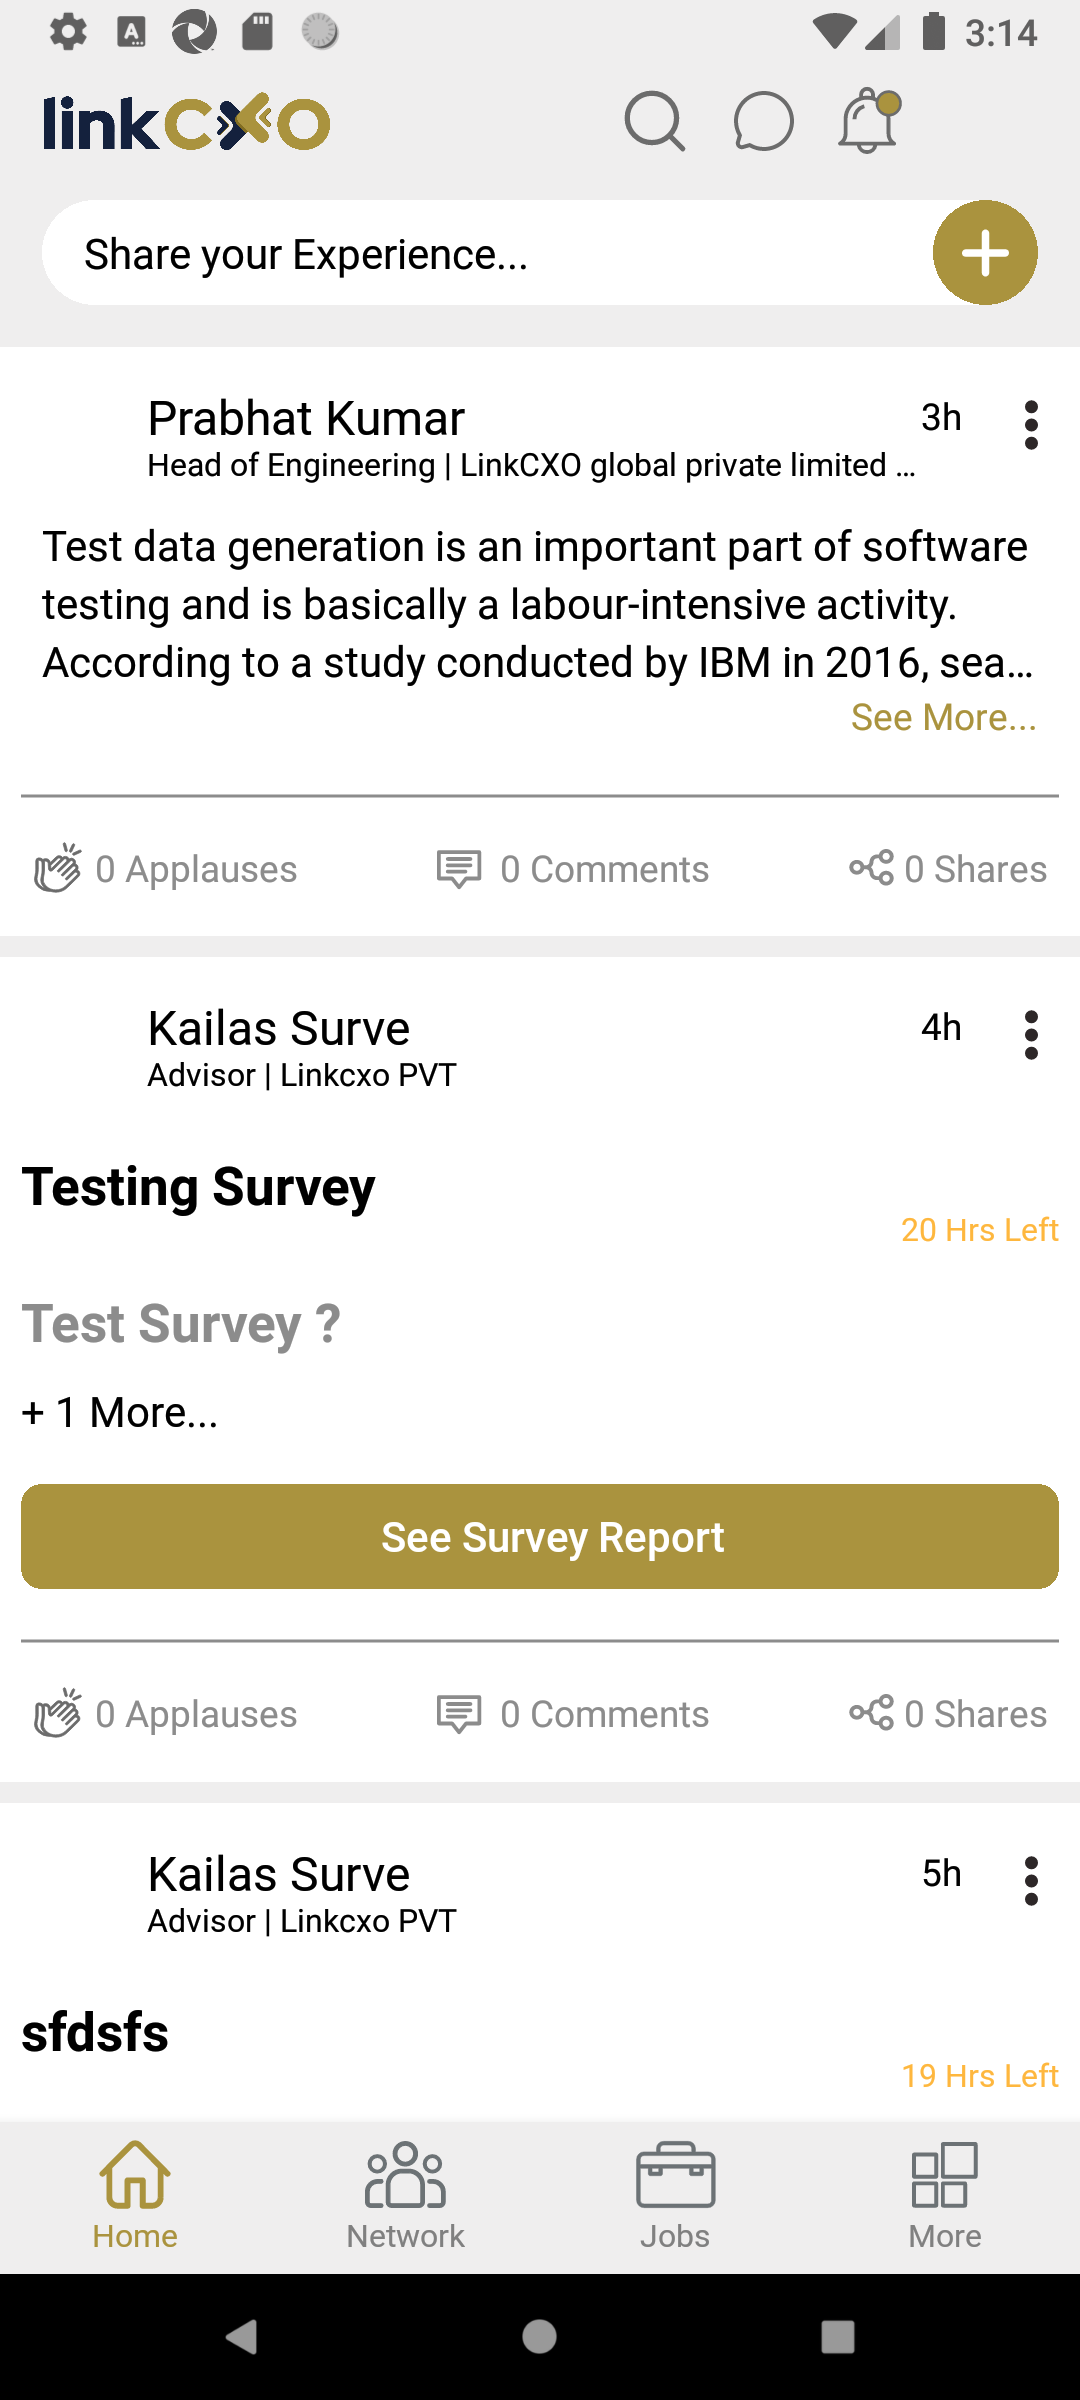 3:14
linkCXO
Share your Experience...
Prabhat Kumar
3h
Head of Engineering | LinkCXO global private limited ...
Test data generation is an important part of software
testing and is basically a labour-intensive activity.
According to a study conducted by IBM in 2016, sea...
See More...
0 Applauses
0 Comments
0 Shares
Kailas Surve
4h
Advisor | Linkcxo PVT
Testing Survey
20 Hrs Left
Test Survey ?
+ 1 More...
See Survey Report
0 Applauses
0 Comments
0 Shares
Kailas Surve
5h
Advisor | Linkcxo PVT
sfdsfs
19 Hrs Left
Home
Network
Jobs
More